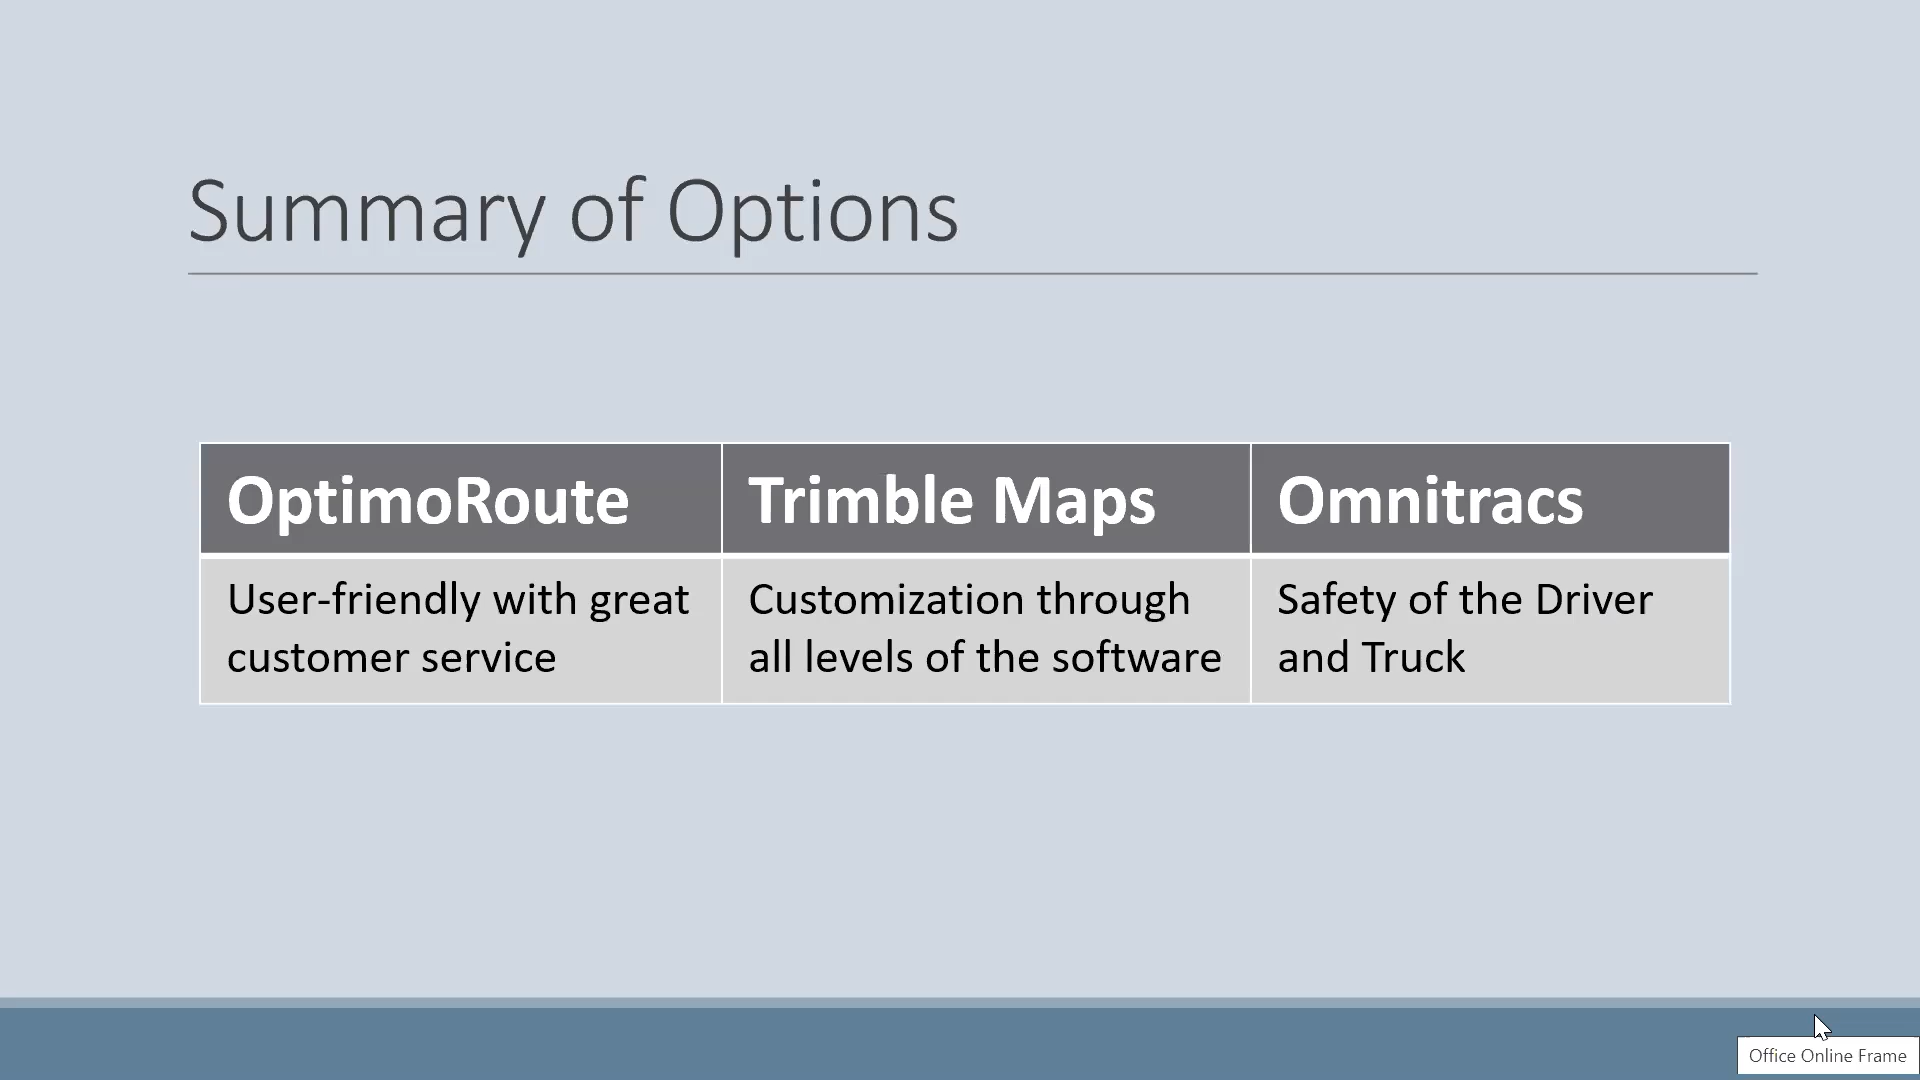 Summary of Options
OptimoRoute
Trimble Maps
Omnitracs
User-friendly with great
customer service
Customization through
all levels of the software
Safety of the Driver
and Truck
Office Online Frame